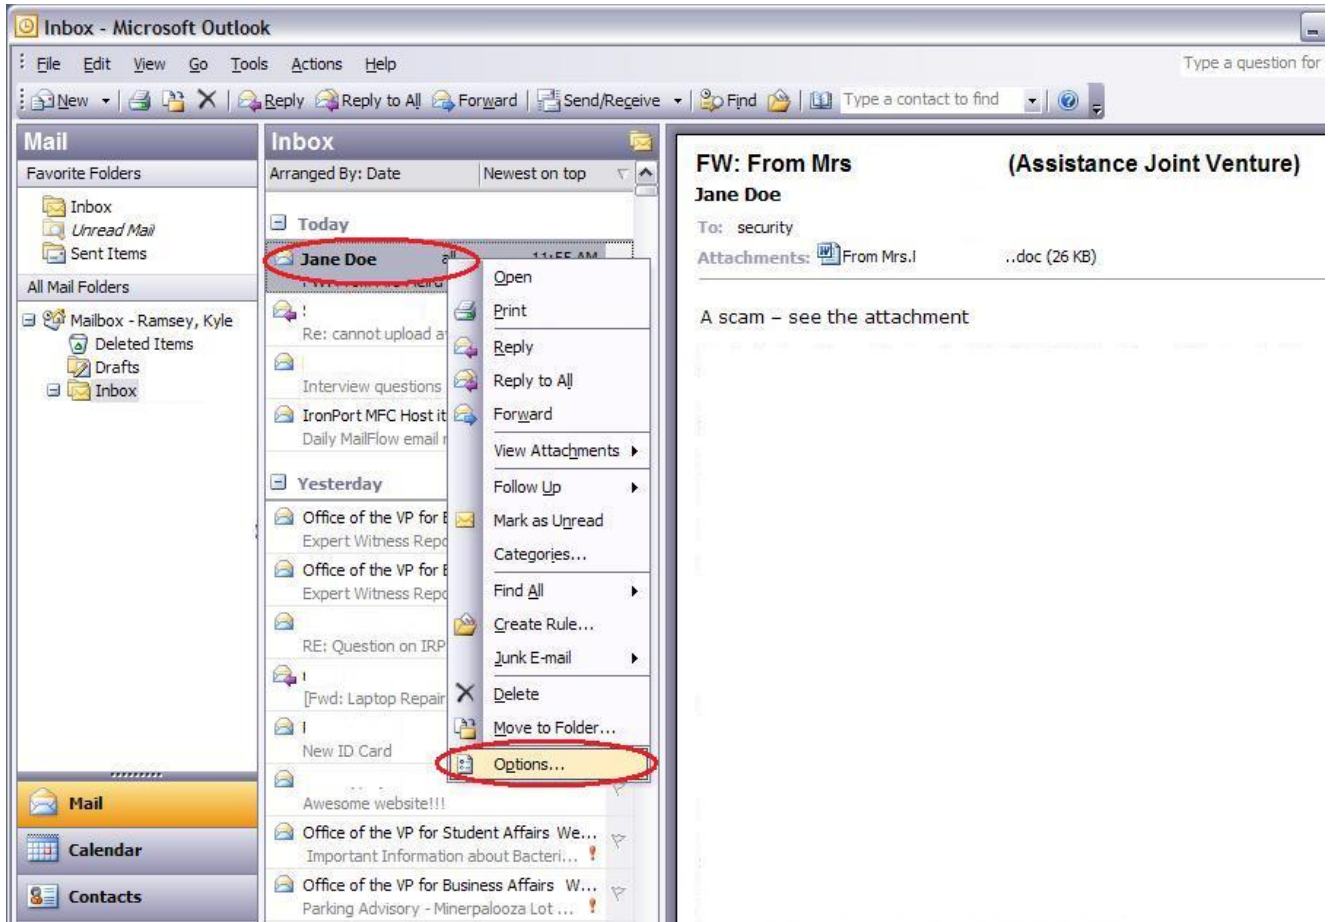 Inbox - Microsoft Outlook
File Edit View Go Tools Actions Help
Type a question for
New Reply Reply to All Forward Send/Receive Find Type a contact to find
Mail
Favorite Folders
Inbox
Unread Mail
Sent Items
All Mail Folders
Mailbox - Ramsey, Kyle
Deleted Items
Drafts
Inbox
Mail
Calendar
Contacts
Inbox
Arranged By: Date Newest on top
Today
Jane Doe 11:55 AM
Re: cannot upload
Interview questions
IronPort MFC Host it
Daily MailFlow email
Yesterday
Office of the VP for
Expert Witness Repo
Office of the VP for
Expert Witness Repo
RE: Question on IRP
[Fwd: Laptop Repair
New ID Card
Awesome website!!!
Office of the VP for Student Affairs We...
Important Information about Bacteri...
Office of the VP for Business Affairs W...
Parking Advisory - Minerpalooza Lot ...
Open
Print
Reply
Reply to All
Forward
View Attachments
Follow Up
Mark as Unread
Categories...
Find All
Create Rule...
Junk E-mail
Delete
Move to Folder...
Options...
FW: From Mrs (Assistance Joint Venture)
Jane Doe
To: security
Attachments: From Mrs. ..doc (26 KB)
A scam – see the attachment